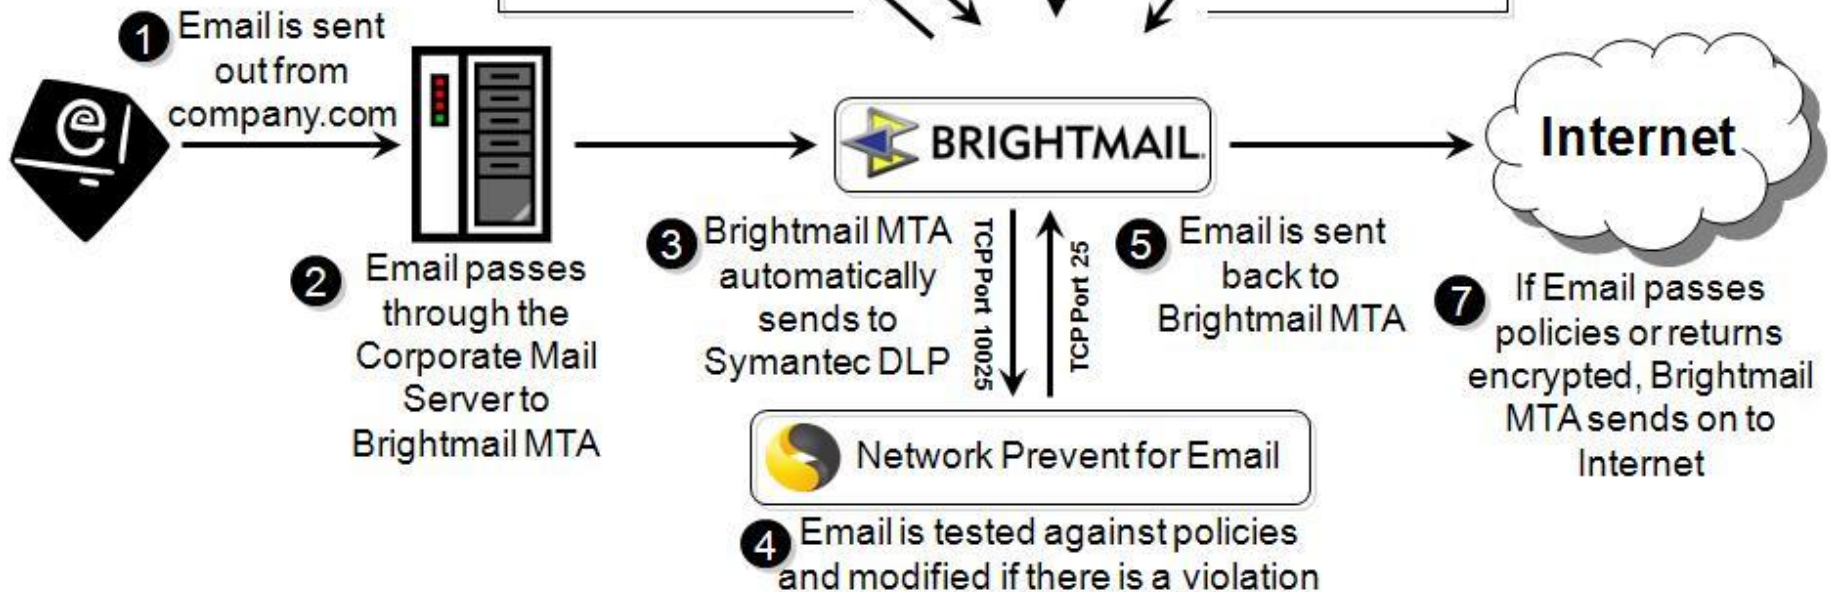 1
Email is sent
out from
company.com
e
2
Email passes
through the
Corporate Mail
Server to
Brightmail MTA
BRIGHTMAIL.
3
Brightmail MTA
automatically
sends to
Symantec DLP
TCP Port 10025
TCP Port 25
Network Prevent for Email
4
Email is tested against policies
and modified if there is a violation
5
Email is sent
back to
Brightmail MTA
Internet
7
If Email passes
policies or returns
encrypted, Brightmail
MTA sends on to
Internet